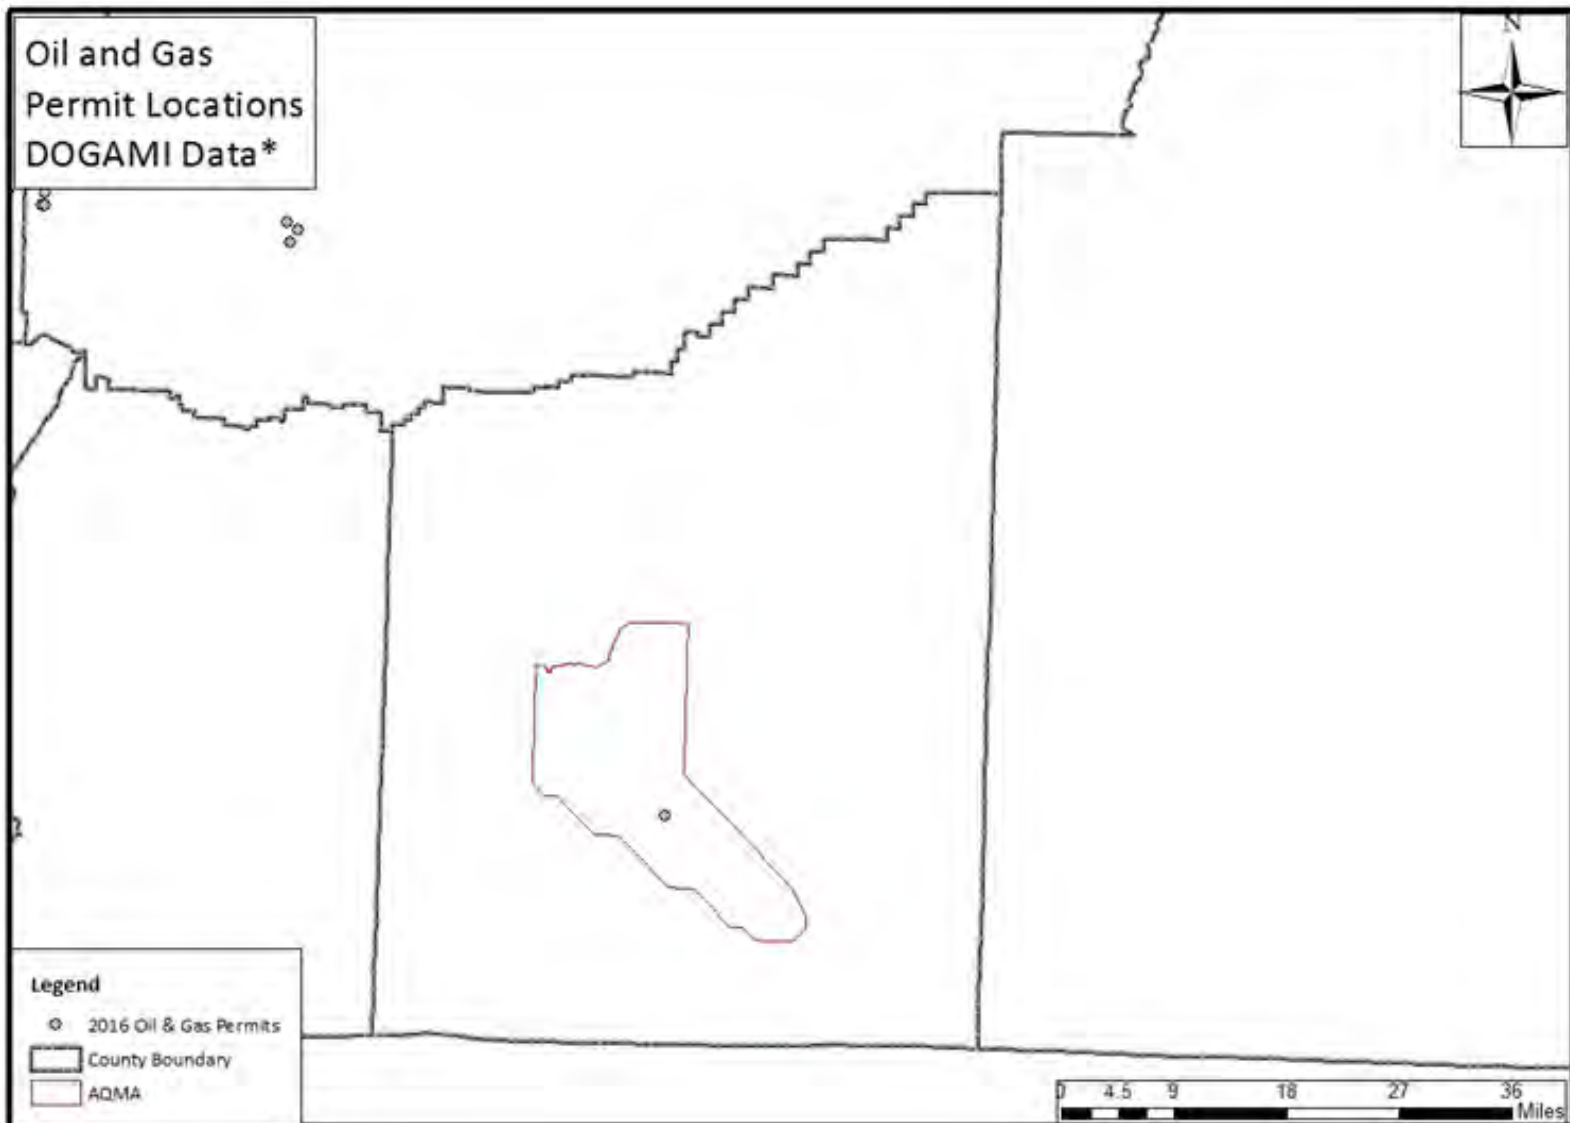 Oil and Gas
Permit Locations
DOGAMI Data*
N
Legend
2016 Oil & Gas Permits
County Boundary
AQMA
0 4.5 9 18 27 36
Miles